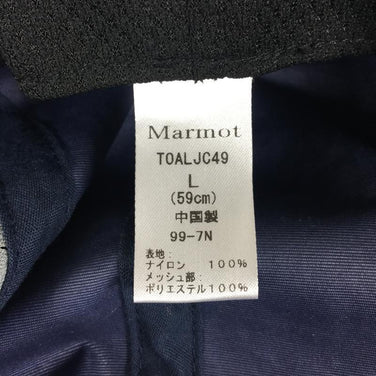 Marmot
TOALJC49
L
(59cm)
中国製
99-7N
表地:
ナイロン 100%
メッシュ部:
ポリエステル100%